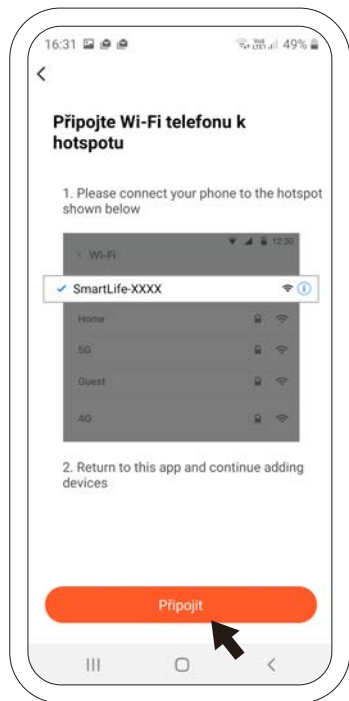 16:31 49%
Připojte Wi-Fi telefonu k
hotspotu
1. Please connect your phone to the hotspot
shown below
12:30
Wi-Fi
SmartLife-XXXX
Home
5G
Guest
4G
2. Return to this app and continue adding
devices
Připojit